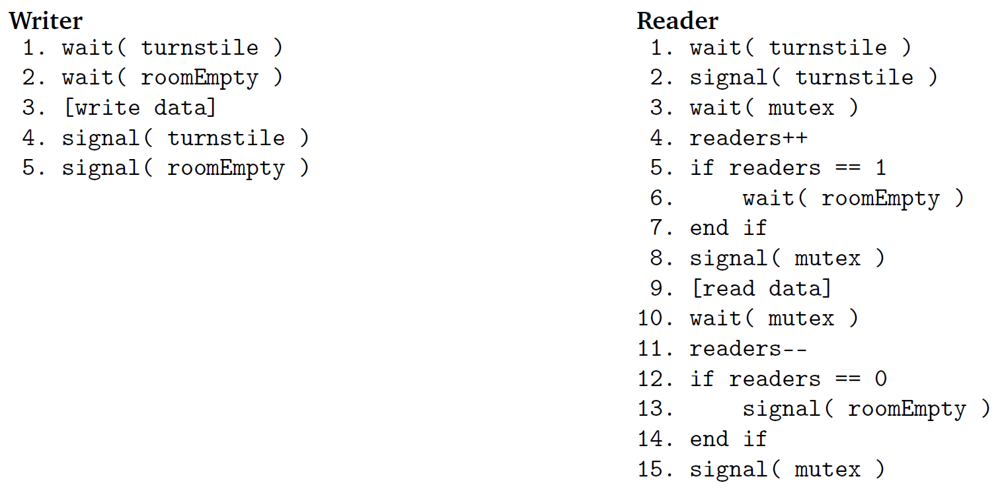 Writer
1. wait( turnstile )
2. wait( roomEmpty )
3. [write data]
4. signal( turnstile )
5. signal( roomEmpty )
Reader
1. wait( turnstile )
2. signal( turnstile )
3. wait( mutex )
4. readers++
5. if readers == 1
6.     wait( roomEmpty )
7. end if
8. signal( mutex )
9. [read data]
10. wait( mutex )
11. readers--
12. if readers == 0
13.     signal( roomEmpty )
14. end if
15. signal( mutex )